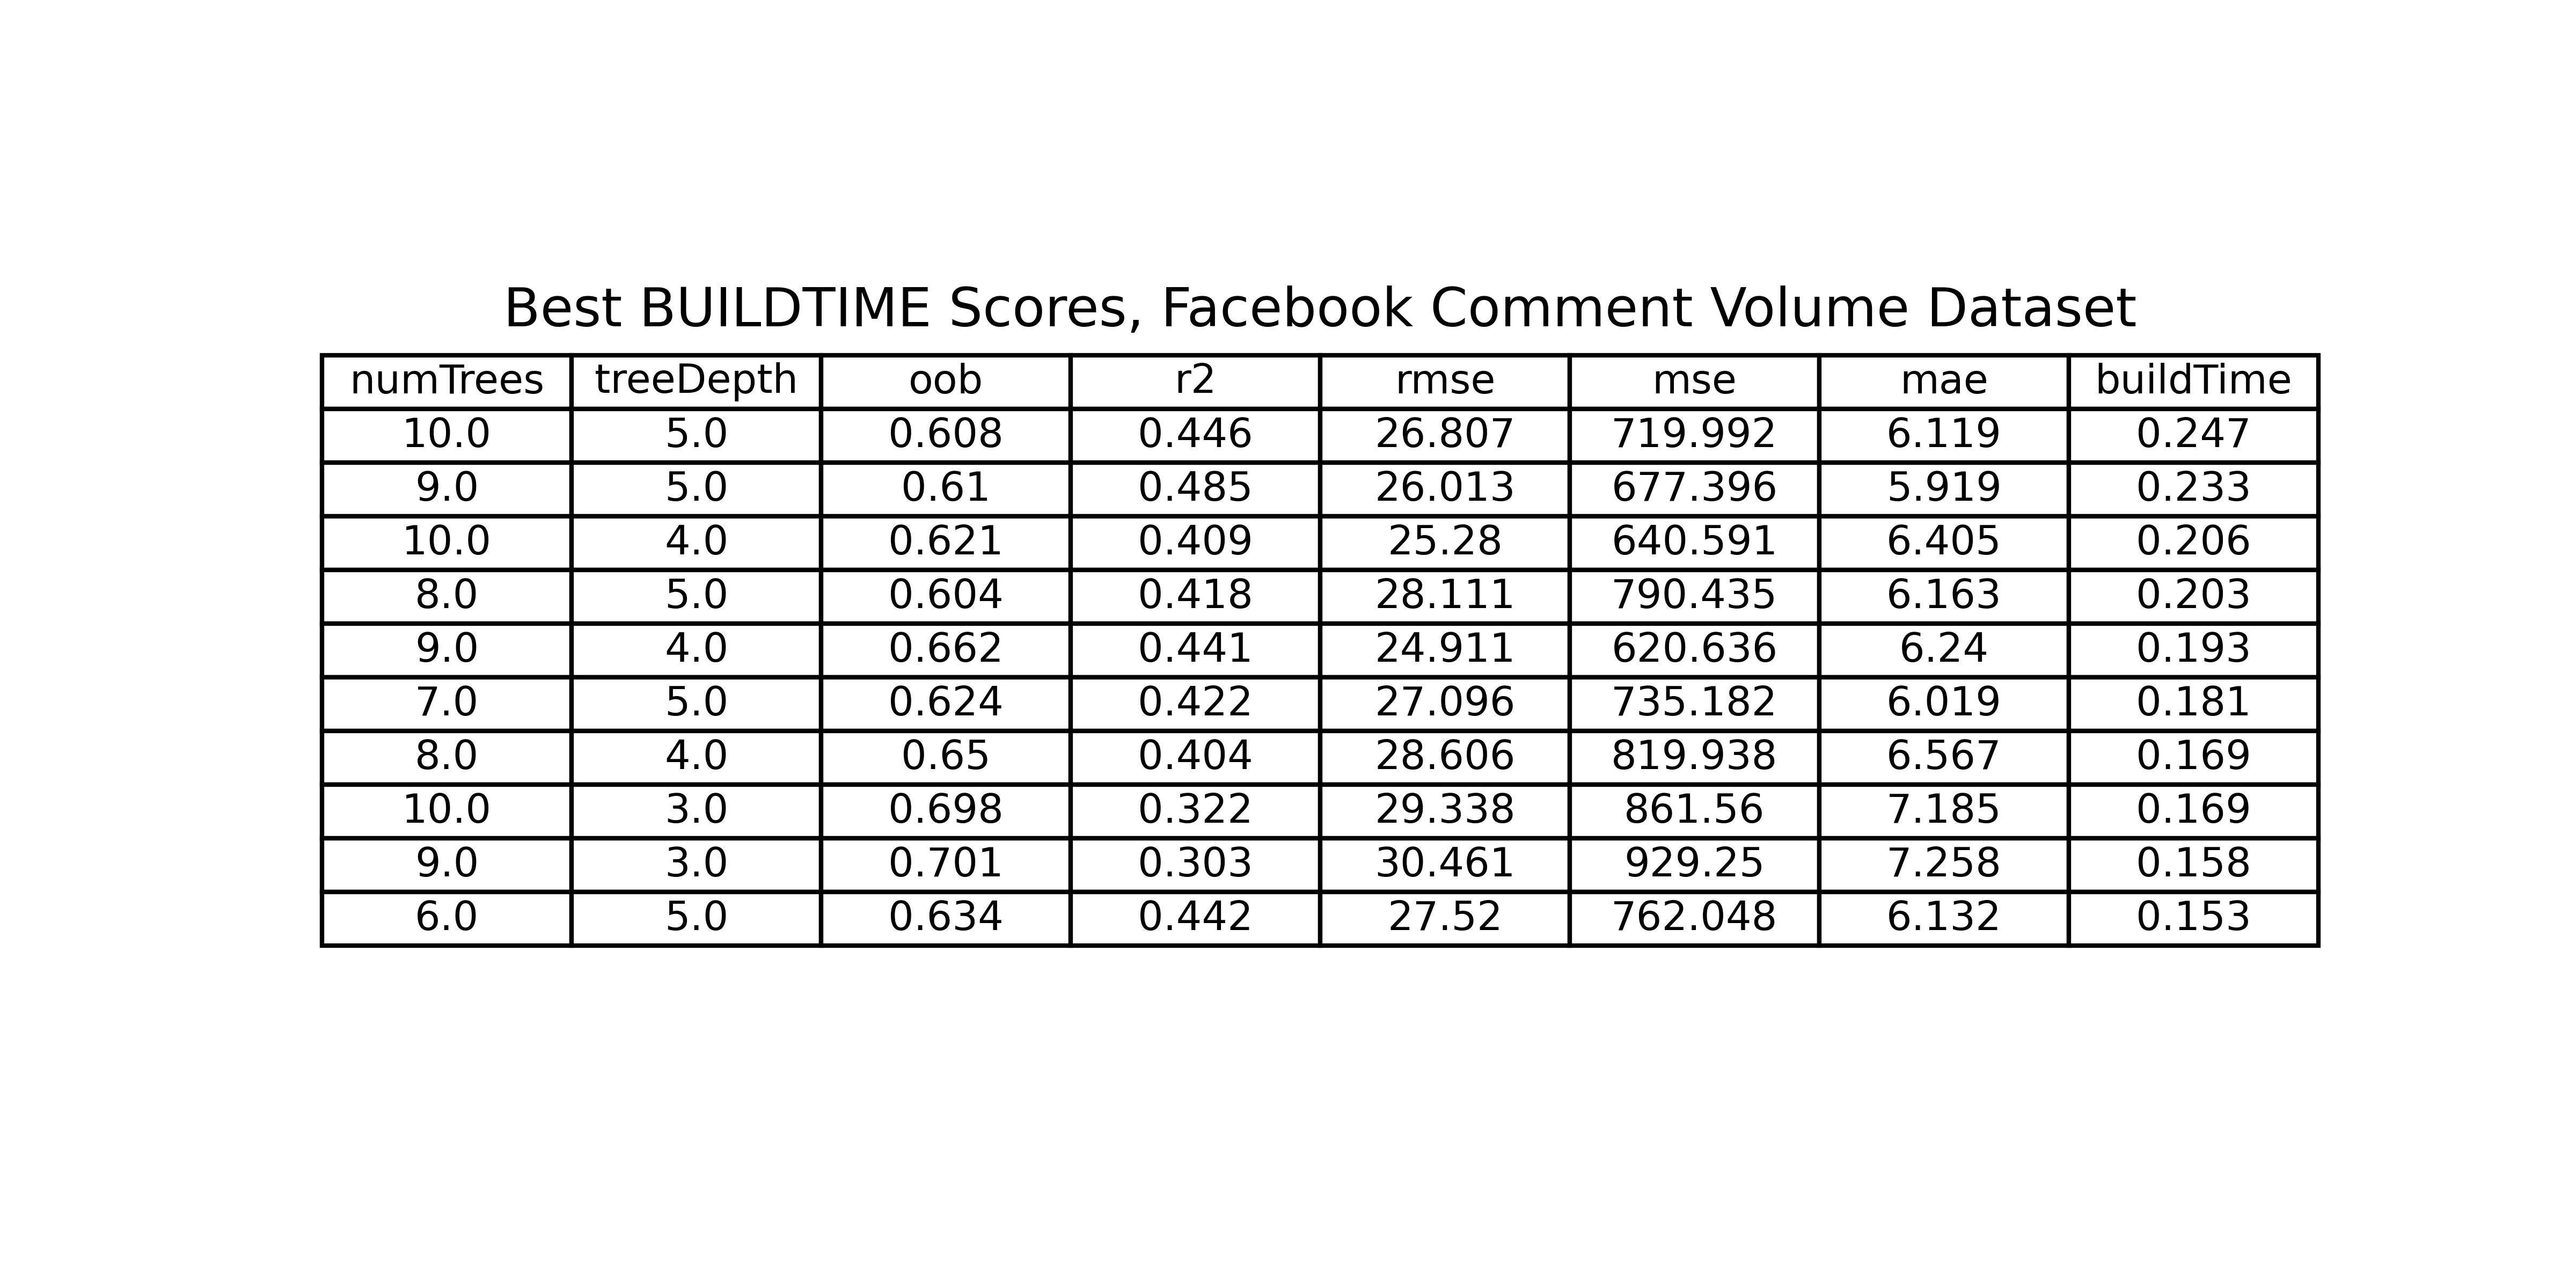 Best BUILDTIME Scores, Facebook Comment Volume Dataset
numTrees treeDepth oob r2 rmse mse mae buildTime
10.0 5.0 0.608 0.446 26.807 719.992 6.119 0.247
9.0 5.0 0.61 0.485 26.013 677.396 5.919 0.233
10.0 4.0 0.621 0.409 25.28 640.591 6.405 0.206
8.0 5.0 0.604 0.418 28.111 790.435 6.163 0.203
9.0 4.0 0.662 0.441 24.911 620.636 6.24 0.193
7.0 5.0 0.624 0.422 27.096 735.182 6.019 0.181
8.0 4.0 0.65 0.404 28.606 819.938 6.567 0.169
10.0 3.0 0.698 0.322 29.338 861.56 7.185 0.169
9.0 3.0 0.701 0.303 30.461 929.25 7.258 0.158
6.0 5.0 0.634 0.442 27.52 762.048 6.132 0.153